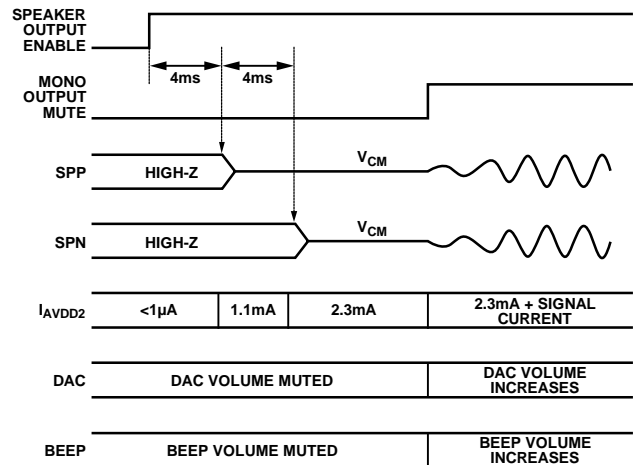 SPEAKER
OUTPUT
ENABLE
4ms 4ms
MONO
OUTPUT
MUTE
SPP HIGH-Z VCM
SPN HIGH-Z VCM
IAVDD2 <1µA 1.1mA 2.3mA 2.3mA + SIGNAL
CURRENT
DAC DAC VOLUME MUTED DAC VOLUME
INCREASES
BEEP BEEP VOLUME MUTED BEEP VOLUME
INCREASES